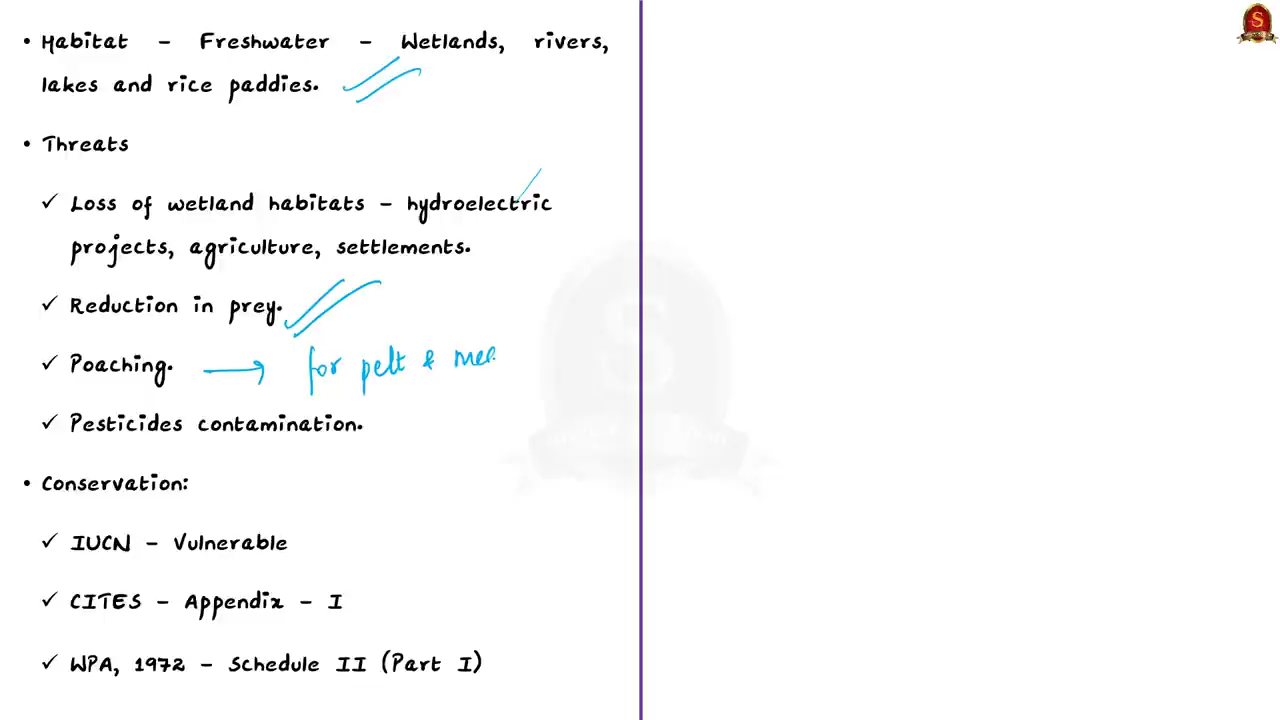 • Habitat – Freshwater – Wetlands, rivers,
lakes and rice paddies.
• Threats
✓ Loss of wetland habitats – hydroelectric
projects, agriculture, settlements.
✓ Reduction in prey.
✓ Poaching. → for pelt &
✓ Pesticides contamination.
• Conservation:
✓ IUCN – Vulnerable
✓ CITES – Appendix – I
✓ WPA, 1972 – Schedule II (Part I)
S